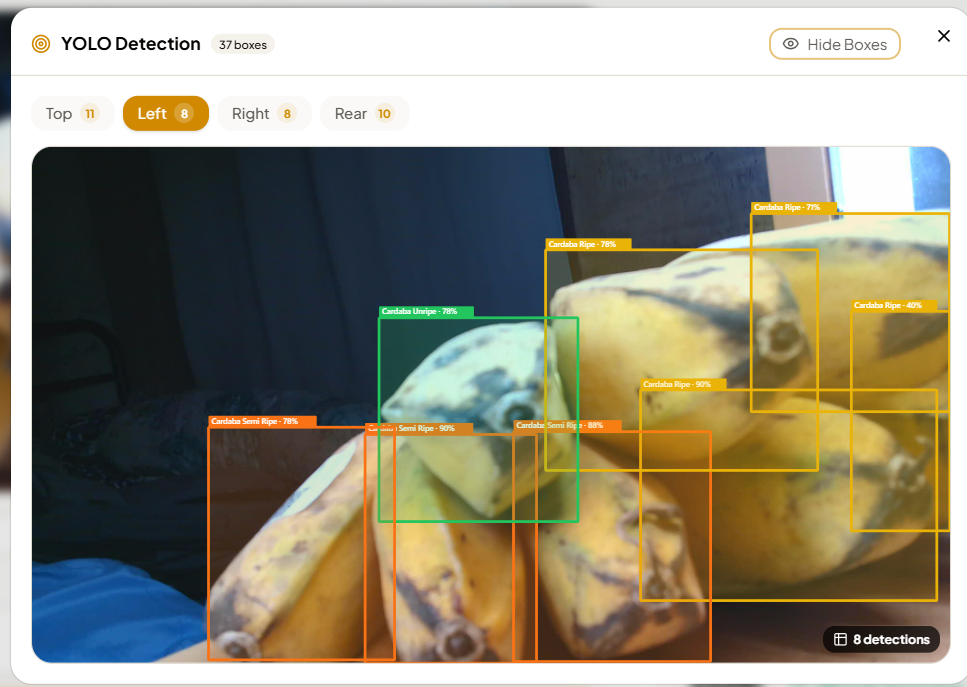 YOLO Detection 37 boxes Hide Boxes
Top 11 Left 8 Right 8 Rear 10
Cardaba Ripe · 71%
Cardaba Ripe · 78%
Cardaba Ripe · 40%
Cardaba Unripe · 78%
Cardaba Ripe · 90%
Cardaba Semi Ripe · 78%
Semi Ripe · 90%
Cardaba Semi Ripe · 88%
8 detections